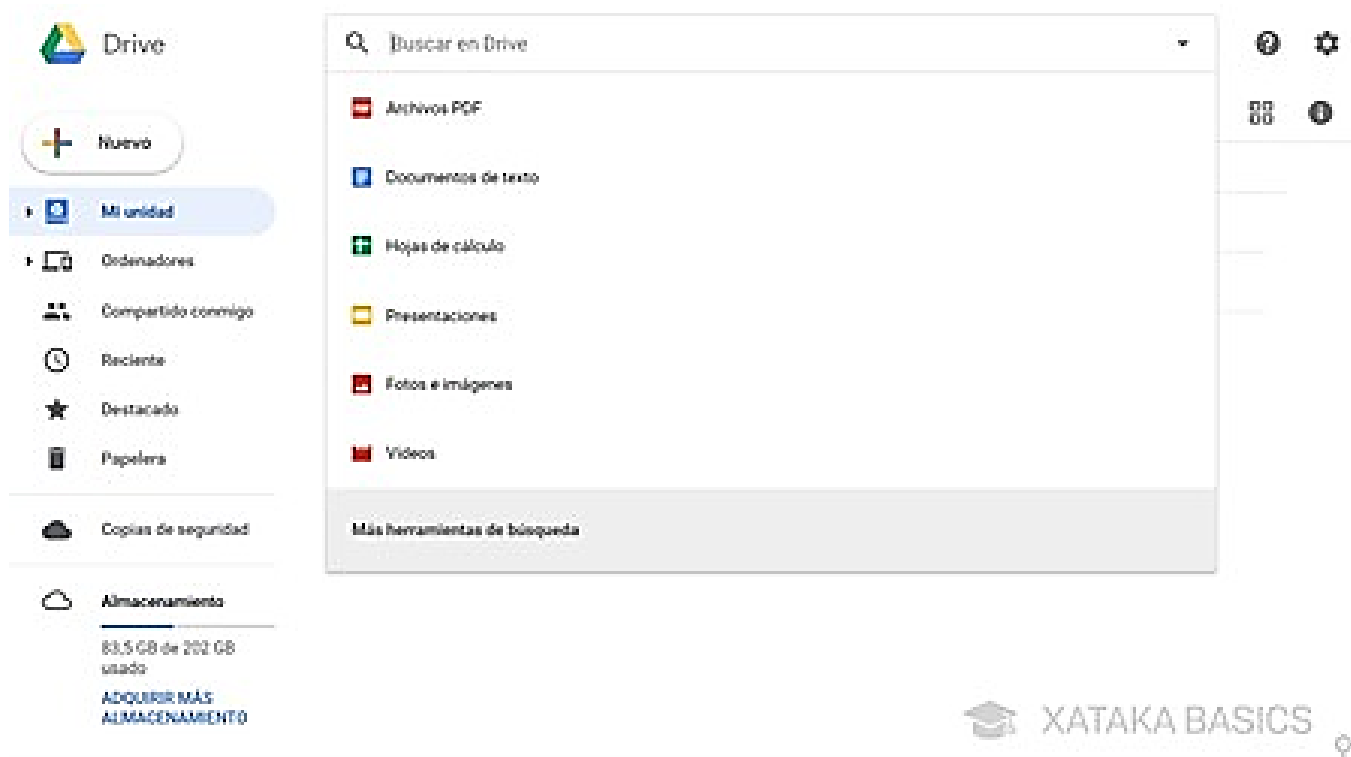 Drive
Buscar en Drive
Nuevo
Mi unidad
Ordenadores
Compartido conmigo
Reciente
Destacado
Papelera
Copias de seguridad
Almacenamiento
83,5 GB de 202 GB
usado
ADQUIRIR MÁS
ALMACENAMIENTO
Archivos PDF
Documentos de texto
Hojas de cálculo
Presentaciones
Fotos e imágenes
Vídeos
Más herramientas de búsqueda
XATAKA BASICS